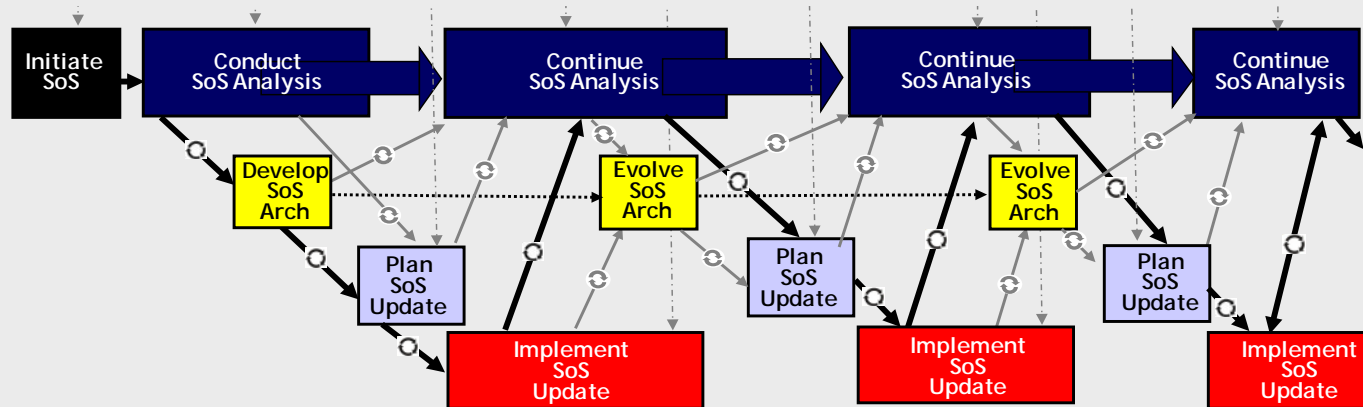 Initiate
SoS
Conduct
SoS Analysis
Continue
SoS Analysis
Continue
SoS Analysis
Continue
SoS Analysis
Develop
SoS
Arch
Evolve
SoS
Arch
Evolve
SoS
Arch
Plan
SoS
Update
Plan
SoS
Update
Plan
SoS
Update
Implement
SoS
Update
Implement
SoS
Update
Implement
SoS
Update